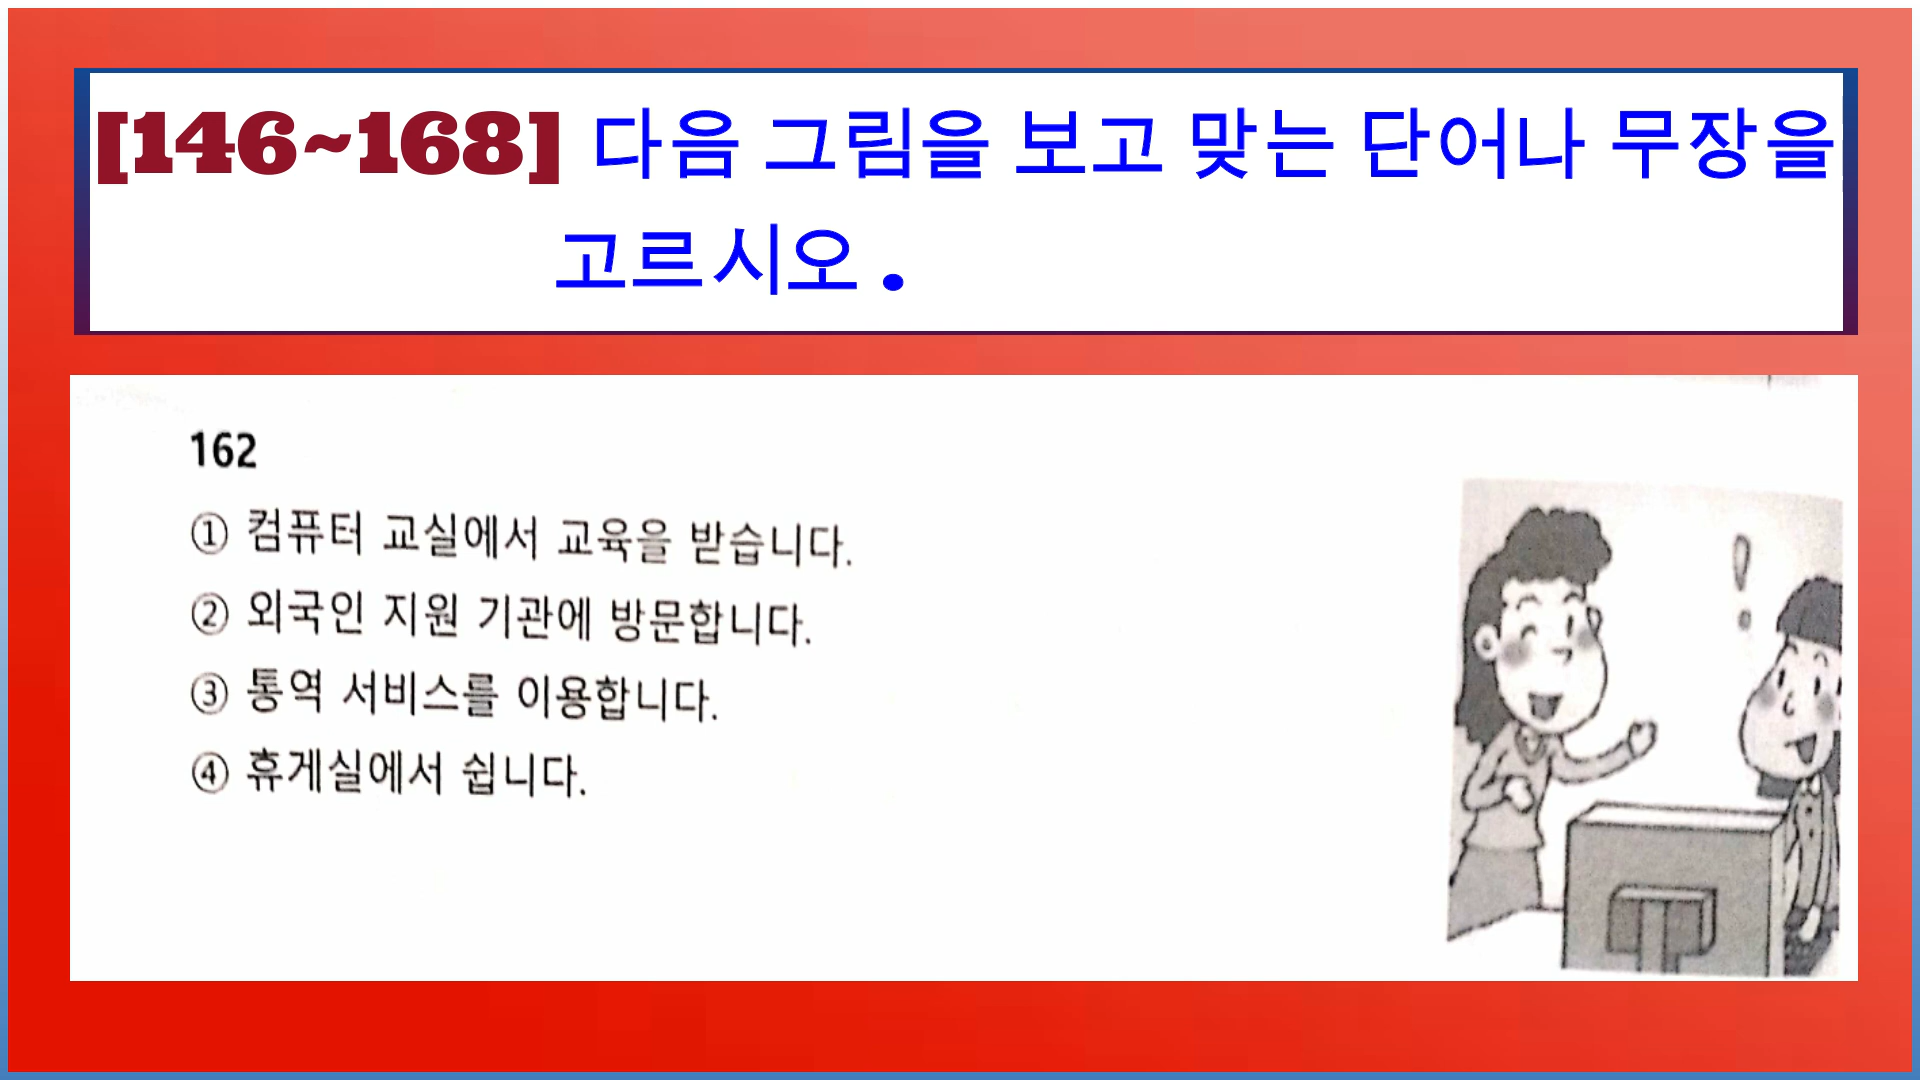 [146~168] 다음 그림을 보고 맞는 단어나 무장을
고르시오.
162
① 컴퓨터 교실에서 교육을 받습니다.
② 외국인 지원 기관에 방문합니다.
③ 통역 서비스를 이용합니다.
④ 휴게실에서 쉽니다.
!